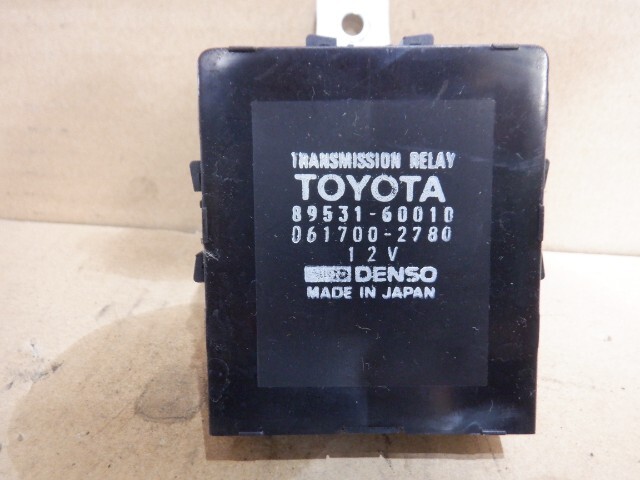 TRANSMISSION RELAY
TOYOTA
89531-60010
061700-2780
12V
DENSO
MADE IN JAPAN